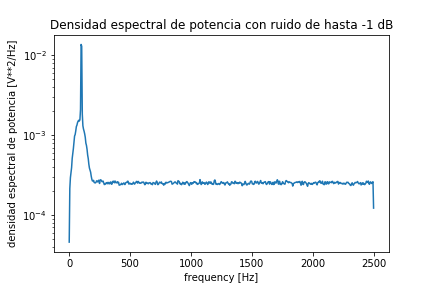 Densidad espectral de potencia con ruido de hasta -1 dB
densidad espectral de potencia [V**2/Hz]
10⁻²
10⁻³
10⁻⁴
0 500 1000 1500 2000 2500
frequency [Hz]